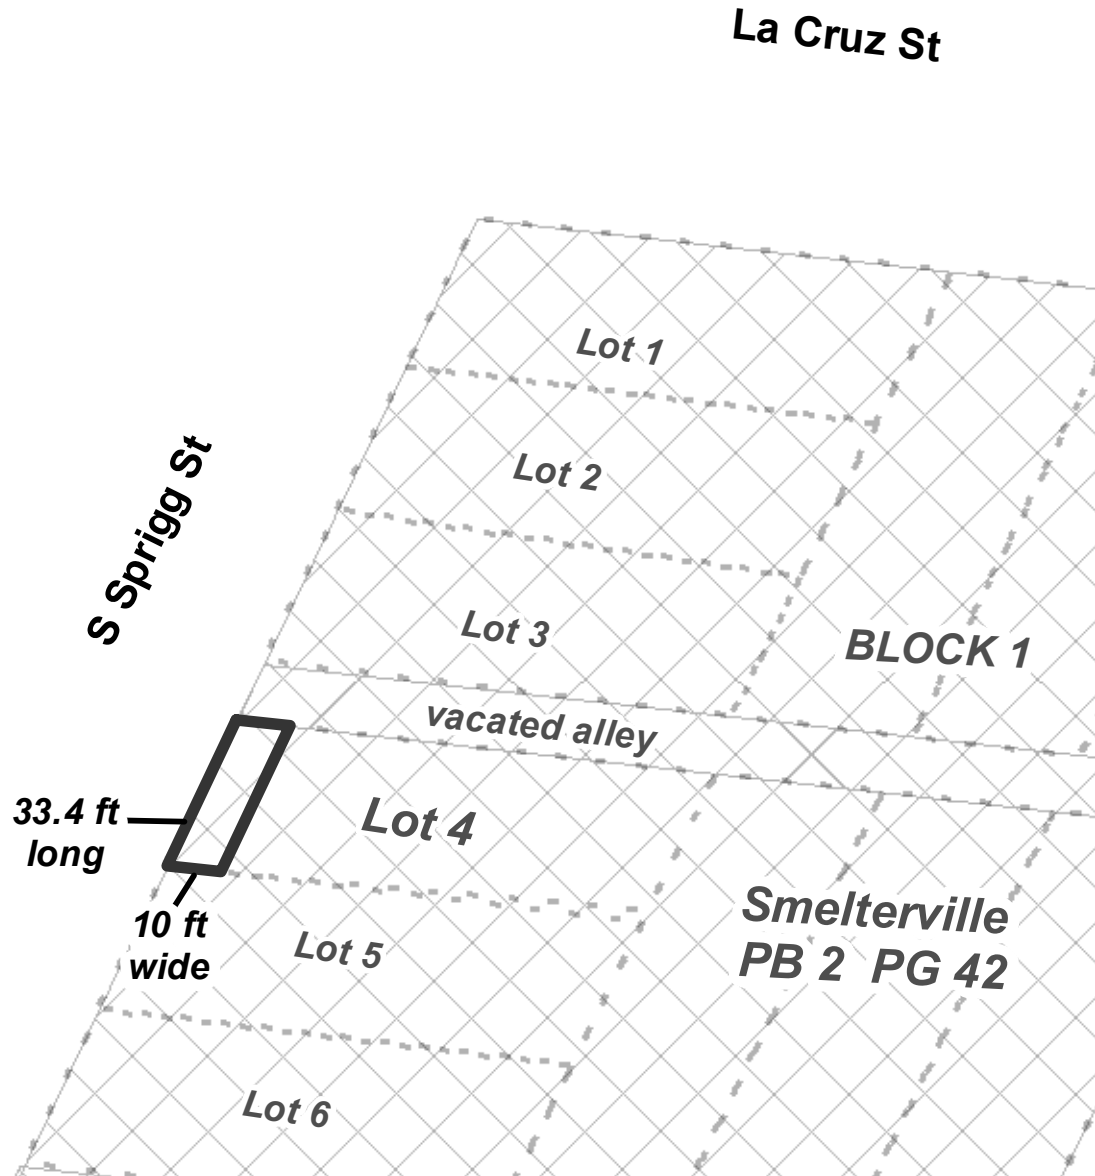 La Cruz St
Lot 1
S Sprigg St
Lot 2
Lot 3
BLOCK 1
vacated alley
33.4 ft
long
Lot 4
10 ft
wide
Lot 5
Smelterville
PB 2 PG 42
Lot 6